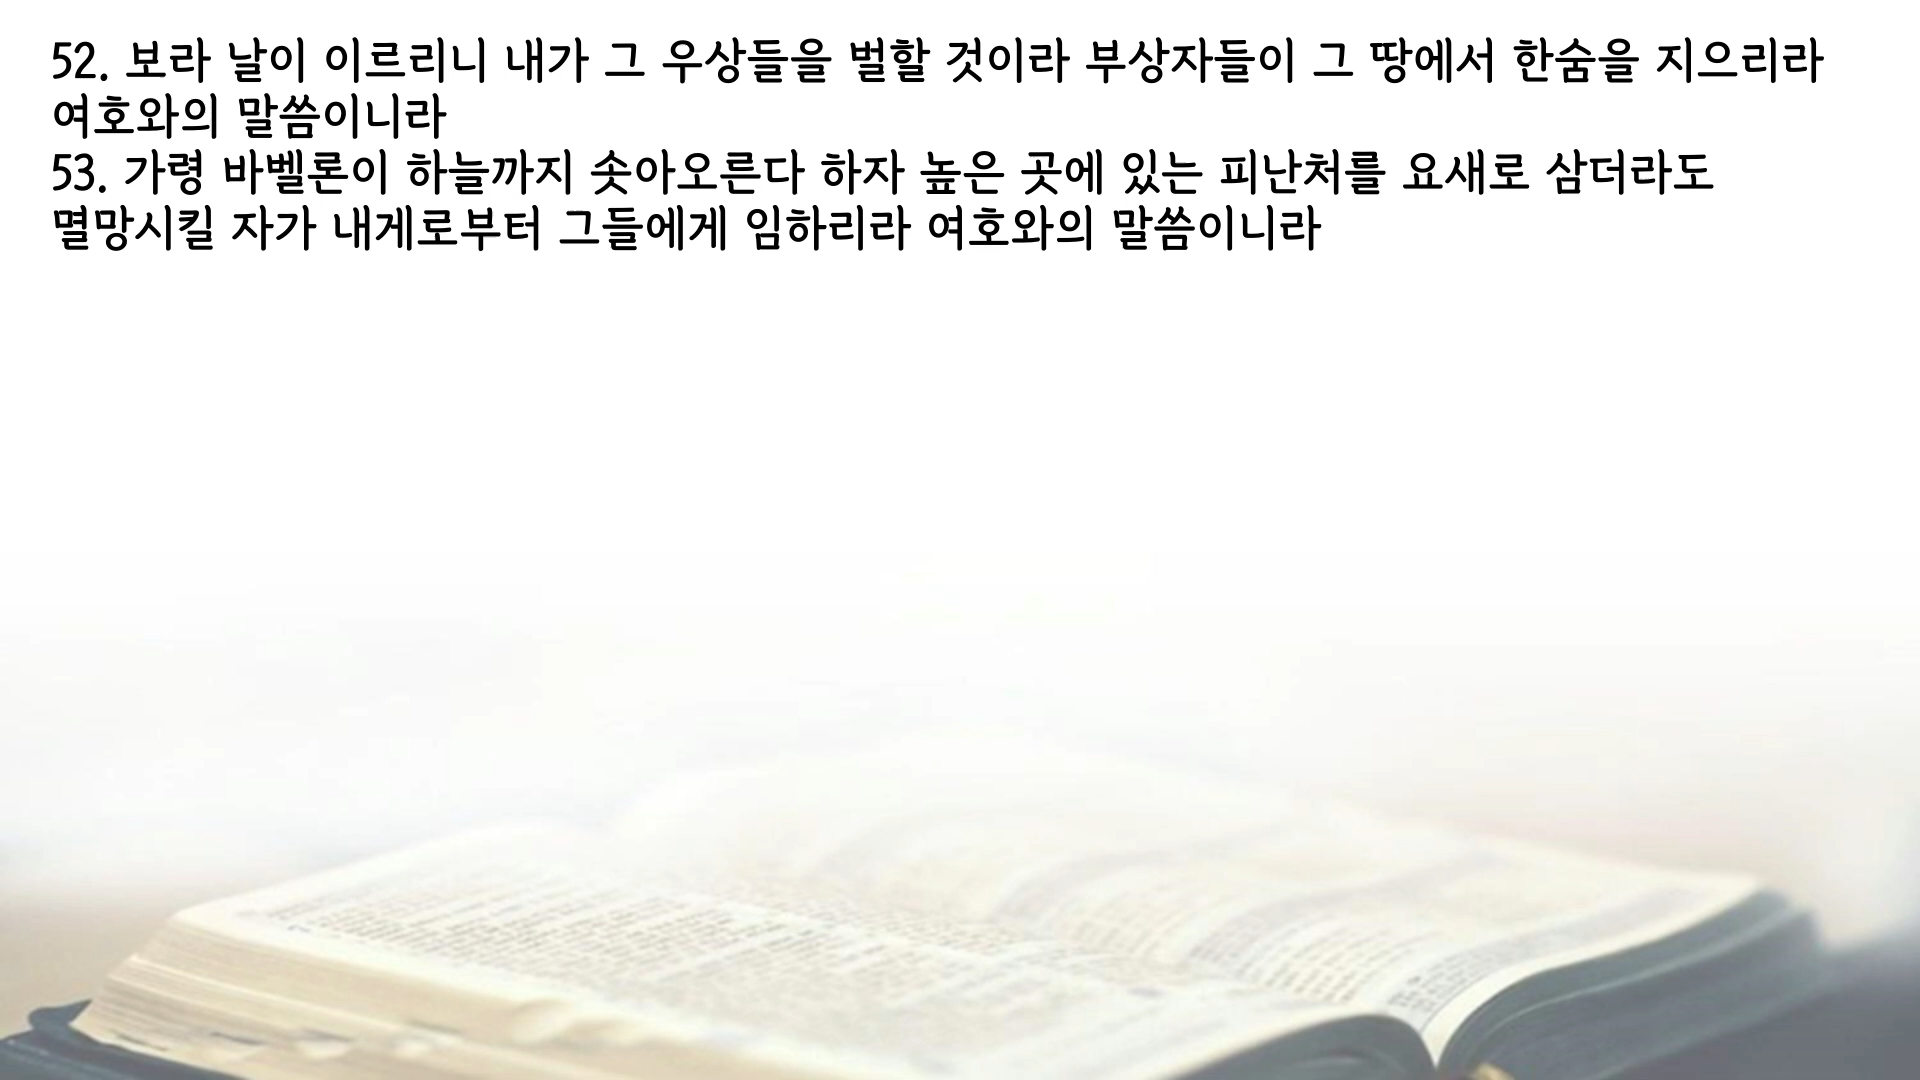 52. 보라 날이 이르리니 내가 그 우상들을 벌할 것이라 부상자들이 그 땅에서 한숨을 지으리라
여호와의 말씀이니라
53. 가령 바벨론이 하늘까지 솟아오른다 하자 높은 곳에 있는 피난처를 요새로 삼더라도
멸망시킬 자가 내게로부터 그들에게 임하리라 여호와의 말씀이니라